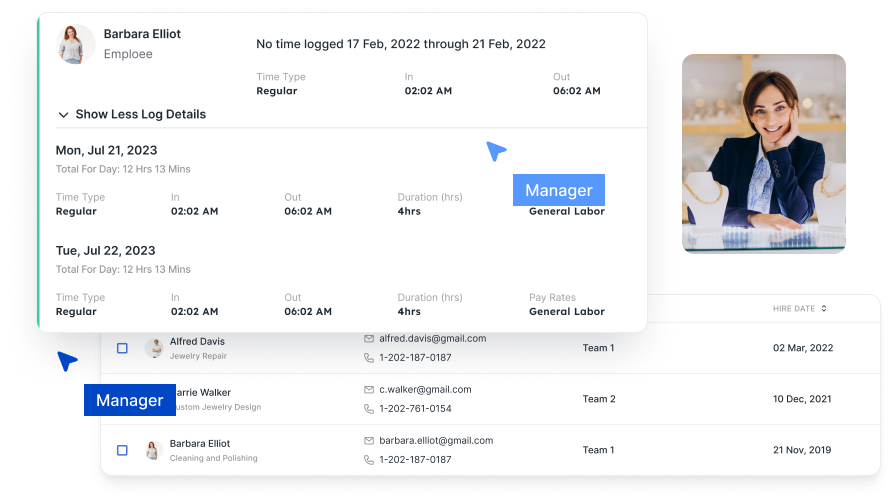 Barbara Elliot
Emploee
No time logged 17 Feb, 2022 through 21 Feb, 2022
Time Type In Out
Regular 02:02 AM 06:02 AM
Show Less Log Details
Mon, Jul 21, 2023
Total For Day: 12 Hrs 13 Mins
Manager
Time Type In Out Duration (hrs)
Regular 02:02 AM 06:02 AM 4hrs General Labor
Tue, Jul 22, 2023
Total For Day: 12 Hrs 13 Mins
Time Type In Out Duration (hrs) Pay Rates
Regular 02:02 AM 06:02 AM 4hrs General Labor
HIRE DATE
Alfred Davis
Jewelry Repair
alfred.davis@gmail.com
1-202-187-0187
Team 1
02 Mar, 2022
Manager
Walker
Jewelry Design
c.walker@gmail.com
1-202-761-0154
Team 2
10 Dec, 2021
Barbara Elliot
Cleaning and Polishing
barbara.elliot@gmail.com
1-202-187-0187
Team 1
21 Nov, 2019